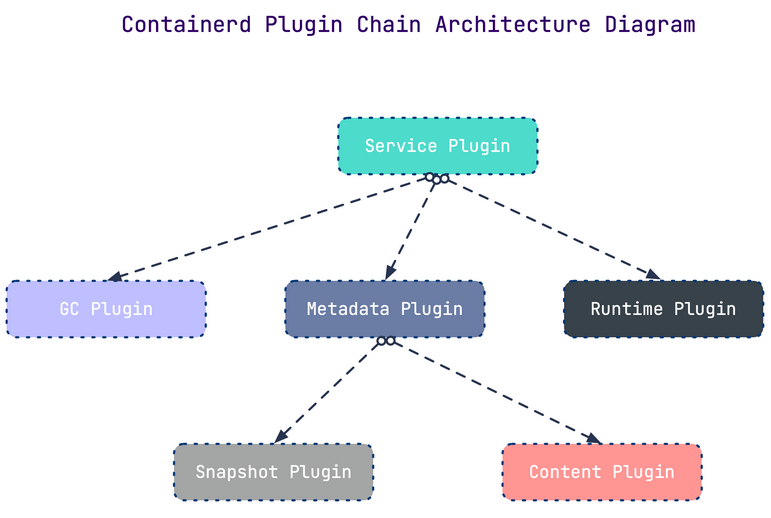 Containerd Plugin Chain Architecture Diagram
Service Plugin
GC Plugin
Metadata Plugin
Runtime Plugin
Snapshot Plugin
Content Plugin